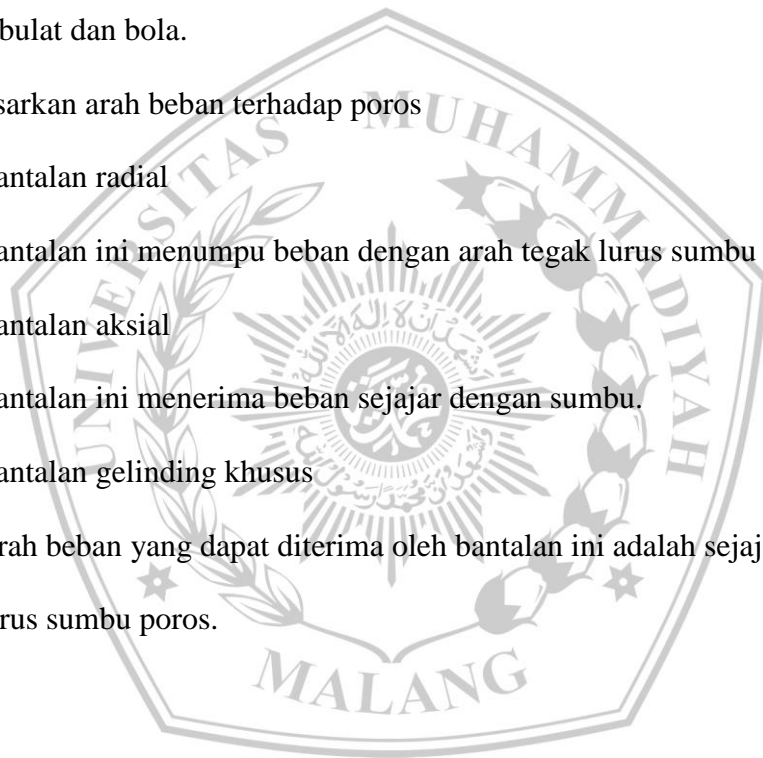 bulat dan bola.
sarkan arah beban terhadap poros
antalan radial
antalan ini menumpu beban dengan arah tegak lurus sumbu
antalan aksial
antalan ini menerima beban sejajar dengan sumbu.
antalan gelinding khusus
rah beban yang dapat diterima oleh bantalan ini adalah sejaj
urus sumbu poros.
UNIVERSITAS MUHAMMADIYAH
MALANG